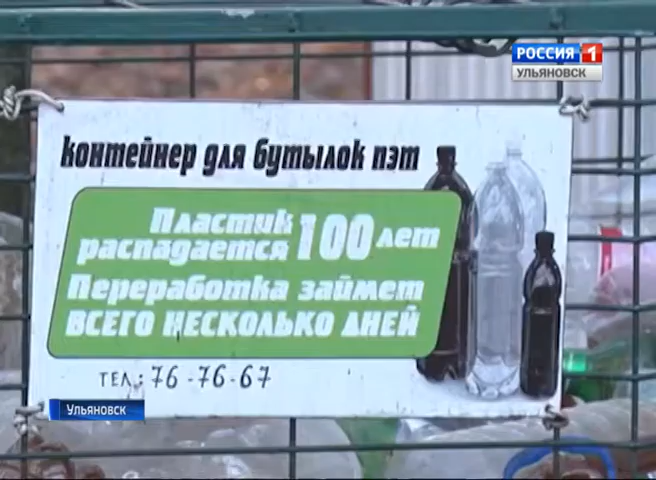 РОССИЯ 1
УЛЬЯНОВСК
контейнер для бутылок пэт
Пластик
распадается 100 лет
Переработка займет
ВСЕГО НЕСКОЛЬКО ДНЕЙ
ТЕЛ.: 76-76-67
Ульяновск